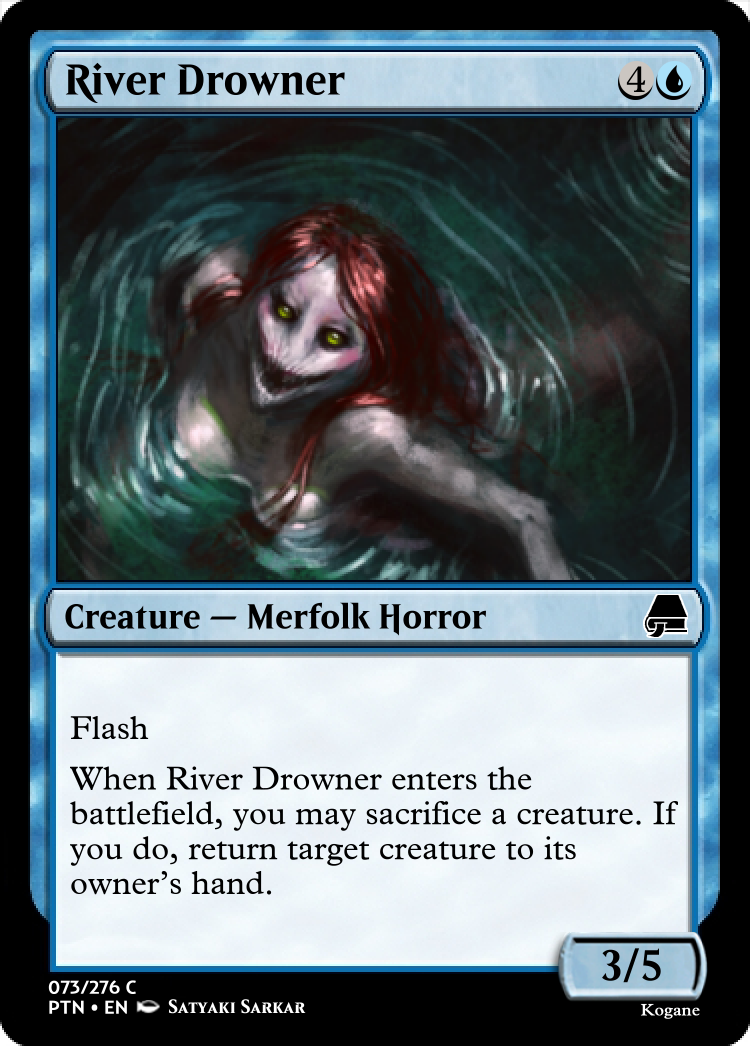 River Drowner 4
Creature — Merfolk Horror
Flash
When River Drowner enters the
battlefield, you may sacrifice a creature. If
you do, return target creature to its
owner's hand.
3/5
073/276 C
PTN • EN Satyaki Sarkar
Kogane